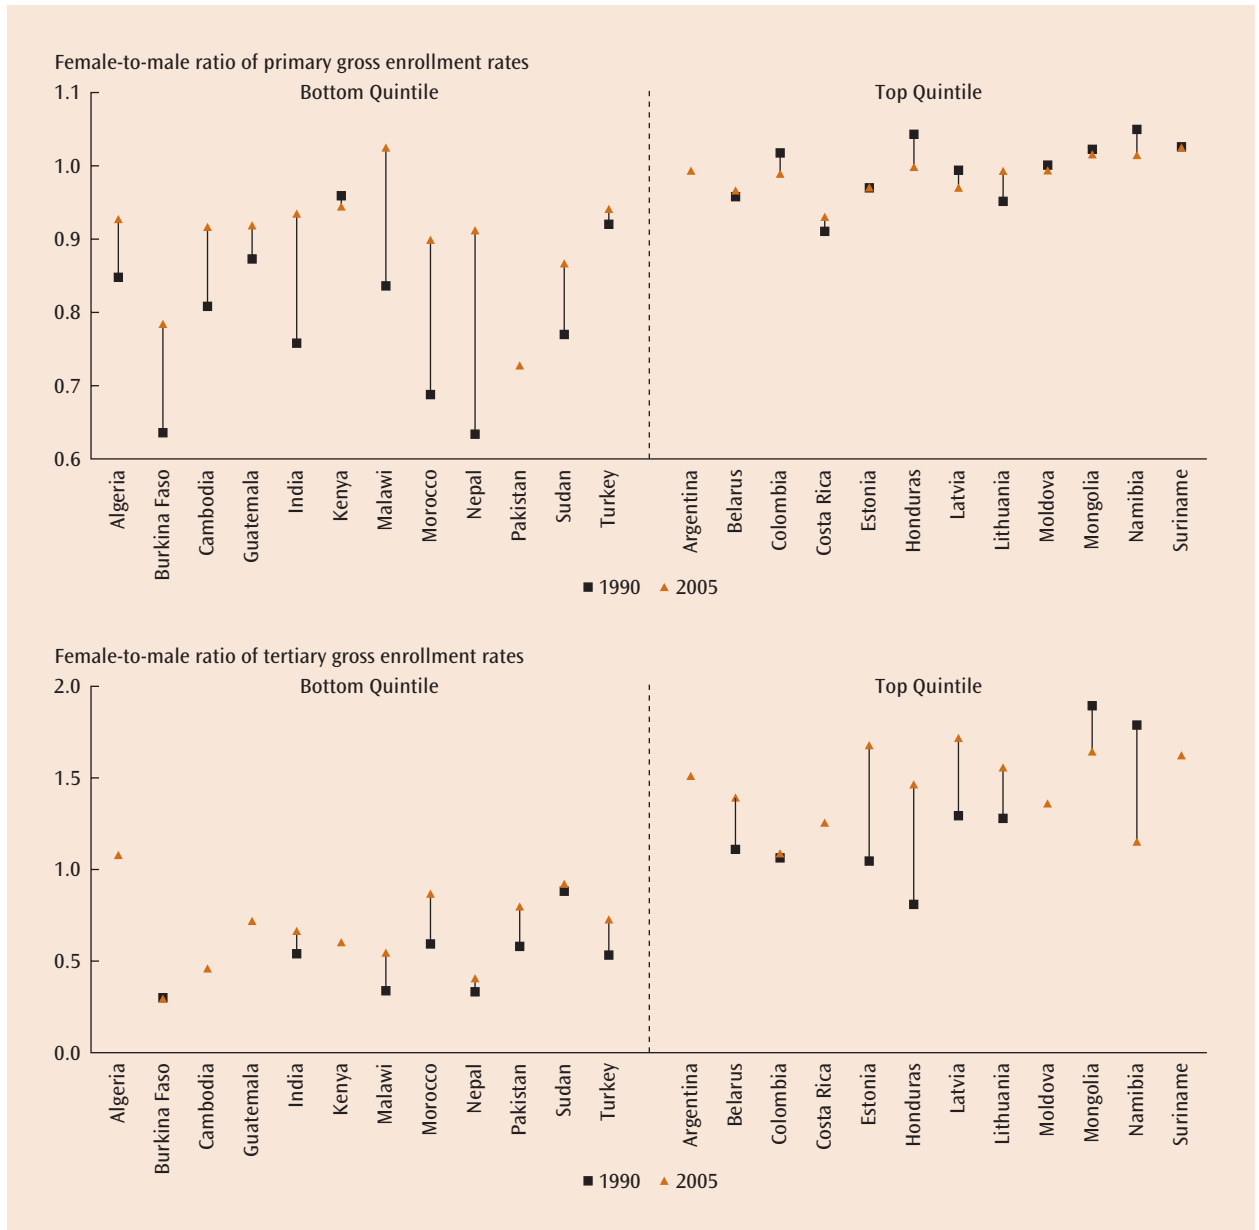 Female-to-male ratio of primary gross enrollment rates
Bottom Quintile
Top Quintile
1.1
1.0
0.9
0.8
0.7
0.6
Algeria
Burkina Faso
Cambodia
Guatemala
India
Kenya
Malawi
Morocco
Nepal
Pakistan
Sudan
Turkey
Argentina
Belarus
Colombia
Costa Rica
Estonia
Honduras
Latvia
Lithuania
Moldova
Mongolia
Namibia
Suriname
1990 2005
Female-to-male ratio of tertiary gross enrollment rates
Bottom Quintile
Top Quintile
2.0
1.5
1.0
0.5
0.0
Algeria
Burkina Faso
Cambodia
Guatemala
India
Kenya
Malawi
Morocco
Nepal
Pakistan
Sudan
Turkey
Argentina
Belarus
Colombia
Costa Rica
Estonia
Honduras
Latvia
Lithuania
Moldova
Mongolia
Namibia
Suriname
1990 2005